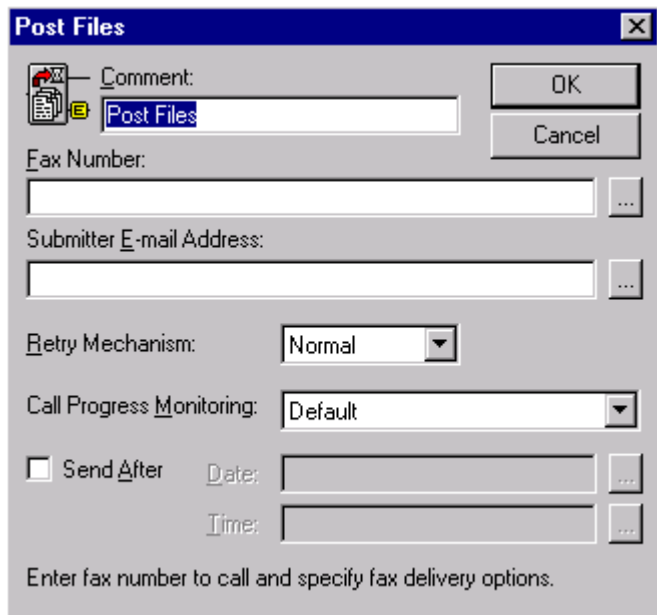 Post Files
Comment:
OK
Post Files
Cancel
Fax Number:
...
Submitter E-mail Address:
...
Retry Mechanism:
Normal
Call Progress Monitoring:
Default
Send After
Date:
...
Time:
...
Enter fax number to call and specify fax delivery options.